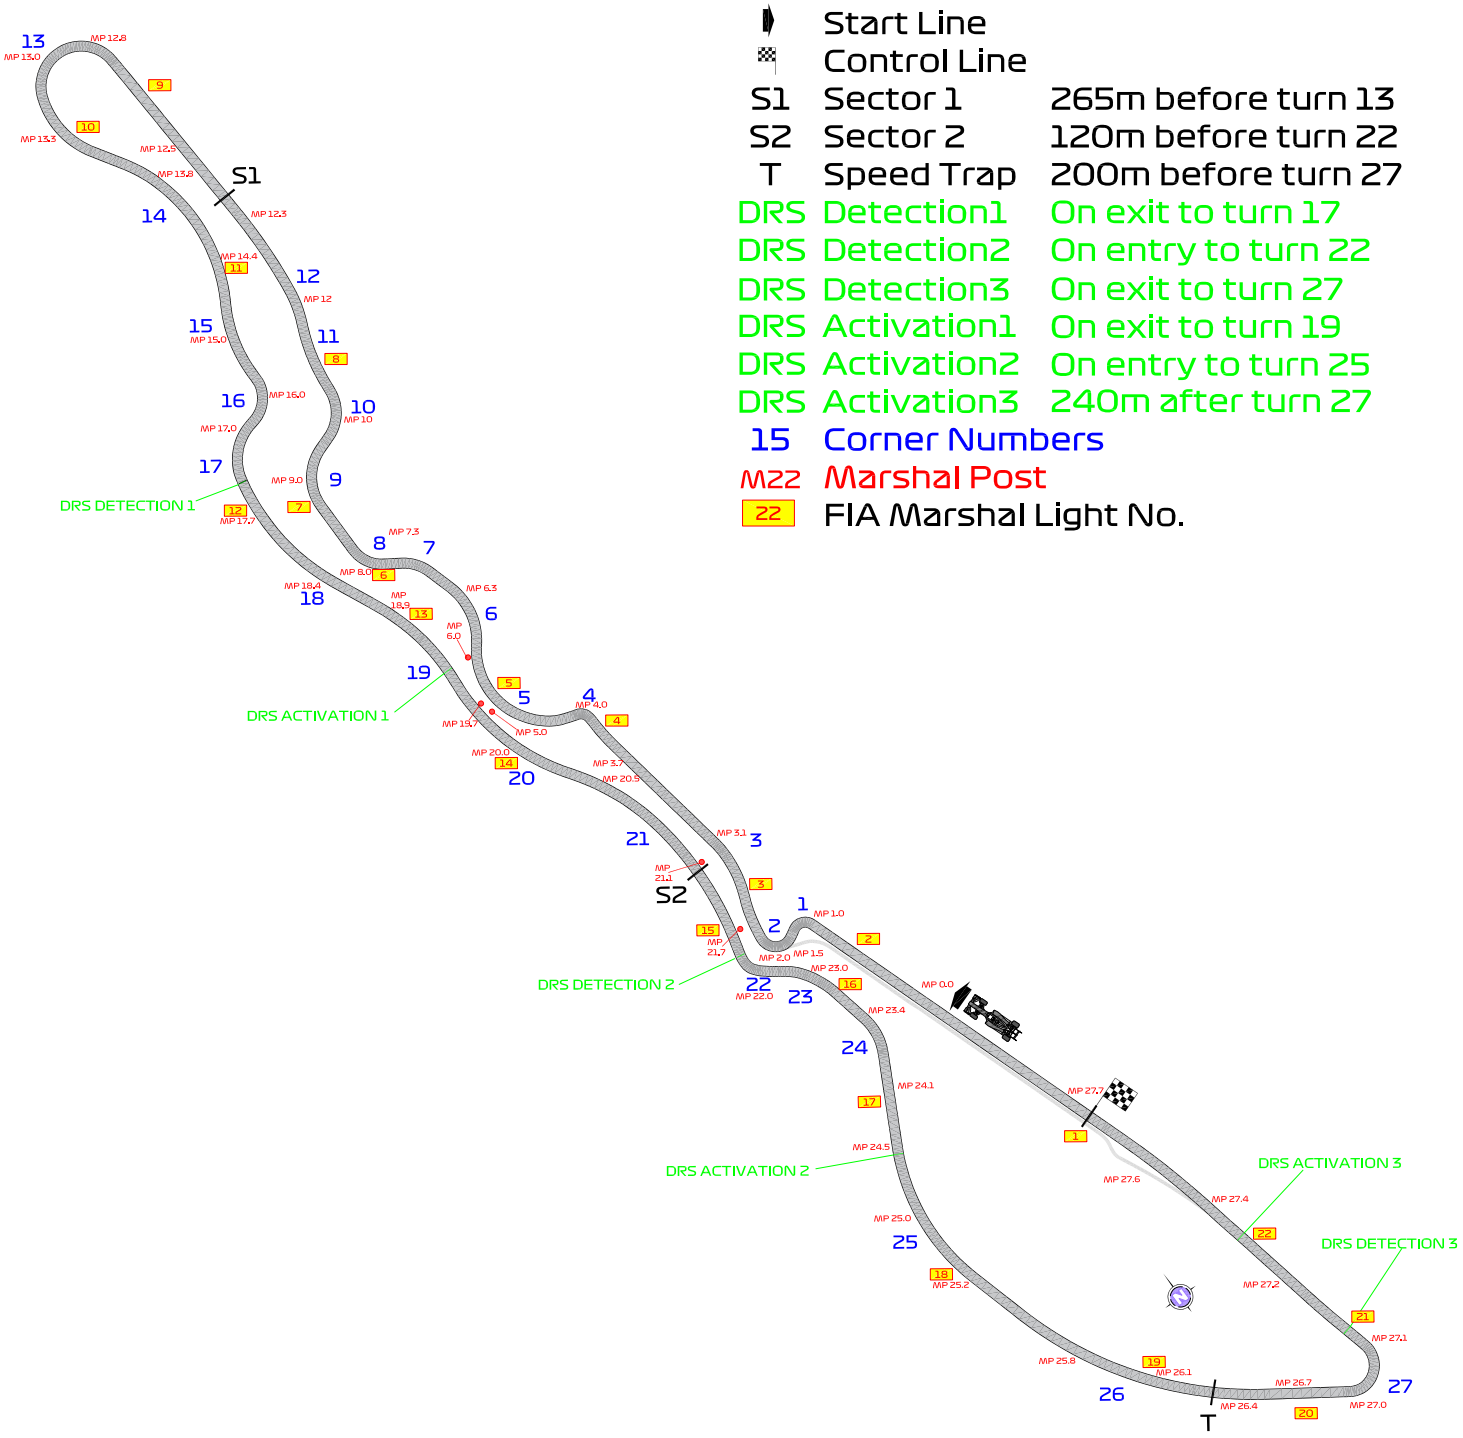 Start Line
Control Line
S1 Sector 1 265m before turn 13
S2 Sector 2 120m before turn 22
T Speed Trap 200m before turn 27
DRS Detection1 On exit to turn 17
DRS Detection2 On entry to turn 22
DRS Detection3 On exit to turn 27
DRS Activation1 On exit to turn 19
DRS Activation2 On entry to turn 25
DRS Activation3 240m after turn 27
15 Corner Numbers
M22 Marshal Post
22 FIA Marshal Light No.
13
MP 12.8
MP 13.0
9
10
MP 13.3
MP 12.5
MP 13.8
S1
14
MP 12.3
MP 14.4
11
12
MP 12
15
MP 15.0
11
8
16
MP 16.0
10
MP 10
MP 17.0
17
MP 9.0
9
DRS DETECTION 1
12
MP 17.7
7
MP 7.3
8
7
MP 8.0
6
MP 18.4
18
MP
18.9
13
MP 6.3
6
MP
6.0
19
5
5
4
MP 4.0
4
DRS ACTIVATION 1
MP 19.7
MP 5.0
MP 20.0
14
20
MP 3.7
MP 20.5
21
MP 3.1
3
MP
21.1
S2
3
1
MP 1.0
15
2
2
MP
21.7
MP 2.0
MP 1.5
MP 23.0
DRS DETECTION 2
22
MP 22.0
23
16
MP 0.0
MP 23.4
24
MP 24.1
17
MP 27.7
1
MP 24.5
DRS ACTIVATION 2
MP 27.6
DRS ACTIVATION 3
MP 27.4
MP 25.0
25
22
DRS DETECTION 3
18
MP 25.2
MP 27.2
N
21
MP 27.1
MP 25.8
19
MP 26.1
26
MP 26.7
27
MP 26.4
20
MP 27.0
T